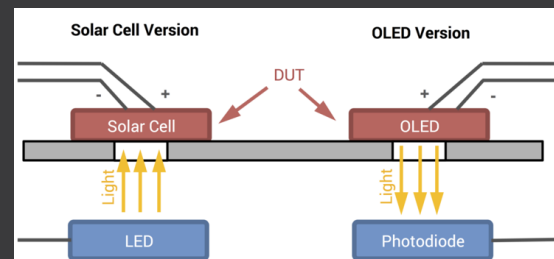 Solar Cell Version
OLED Version
DUT
- +
+ -
Solar Cell
OLED
Light
Light
LED
Photodiode